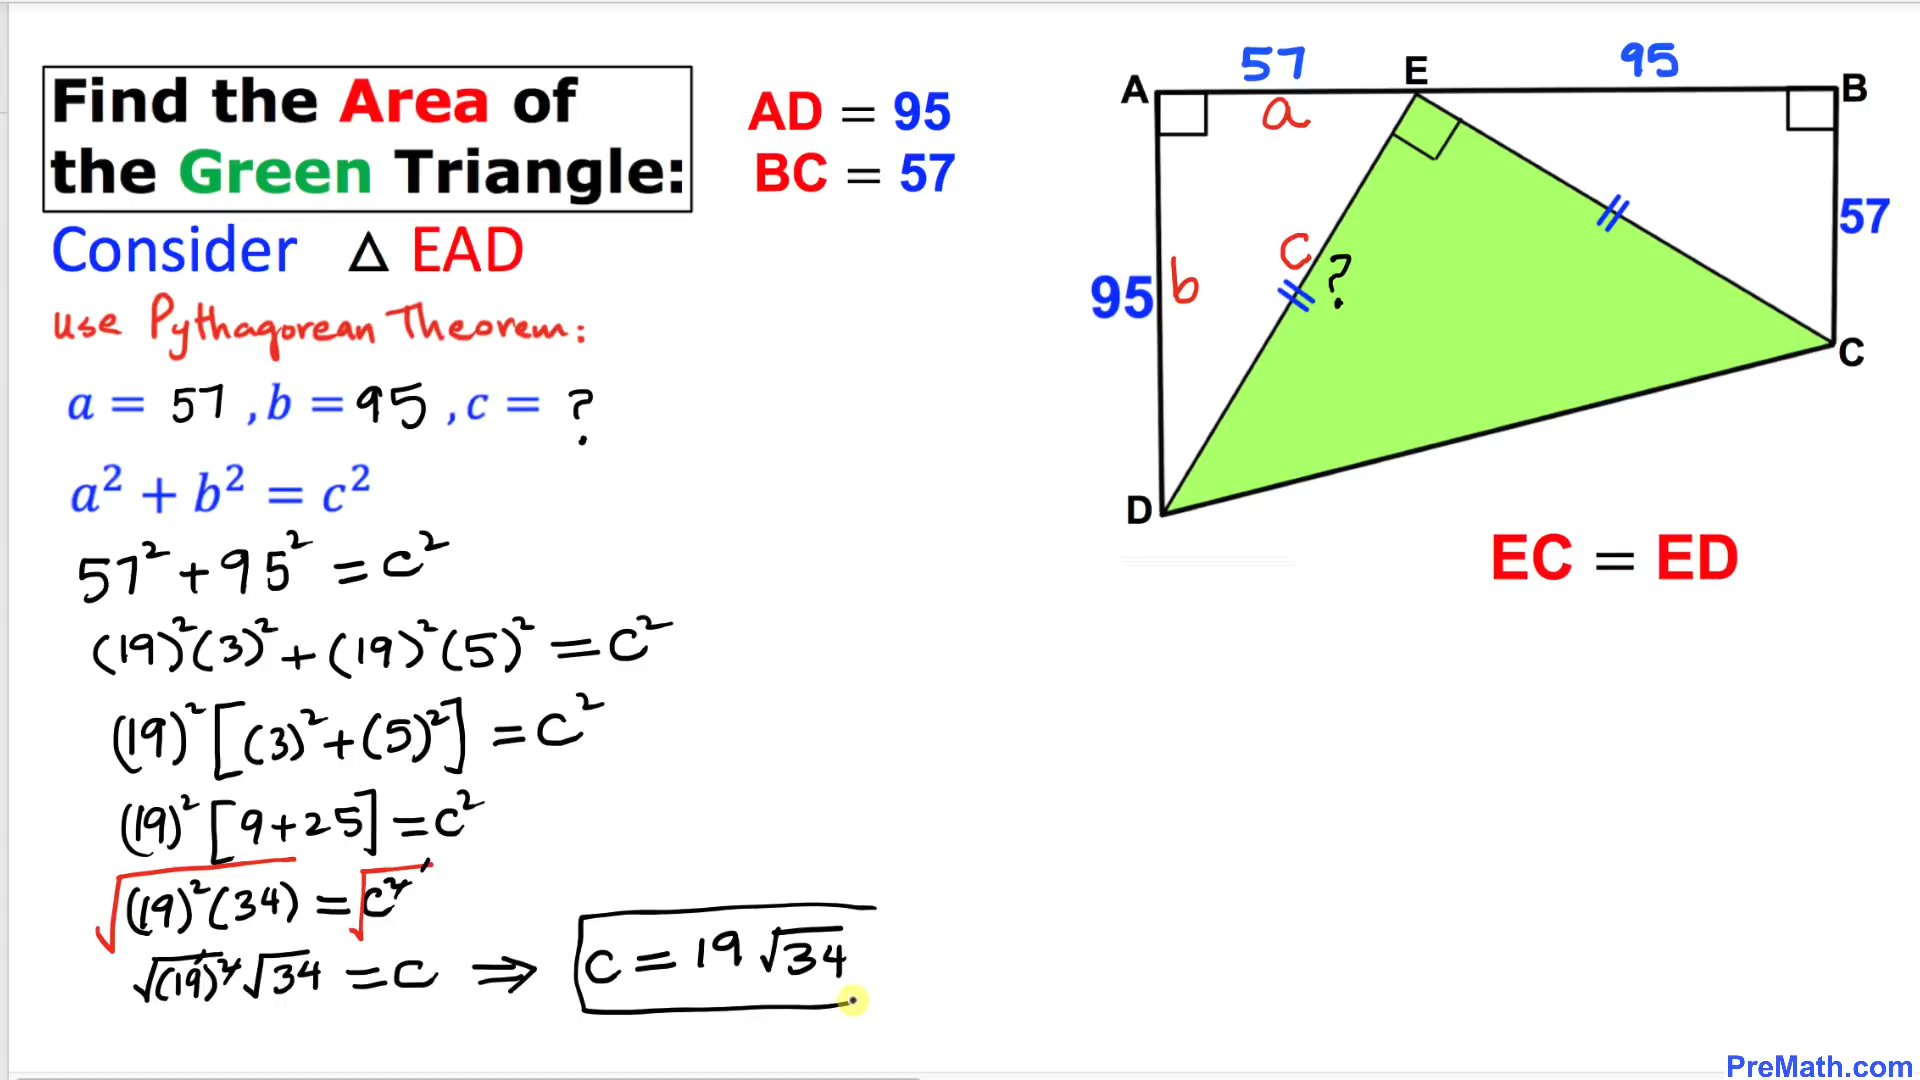 Find the Area of
the Green Triangle:
AD = 95
BC = 57
Consider △ EAD
use Pythagorean Theorem:
a = 57 , b = 95 , c = ?
a² + b² = c²
57² + 95² = c²
(19)²(3)² + (19)²(5)² = c²
(19)² [(3)² + (5)²] = c²
(19)² [9+25] = c²
√(19)²(34) = √c²
√(19)² √34 = c ⇒ c = 19 √34
57
95
A
E
B
a
57
c
?
95
b
C
D
EC = ED
PreMath.com